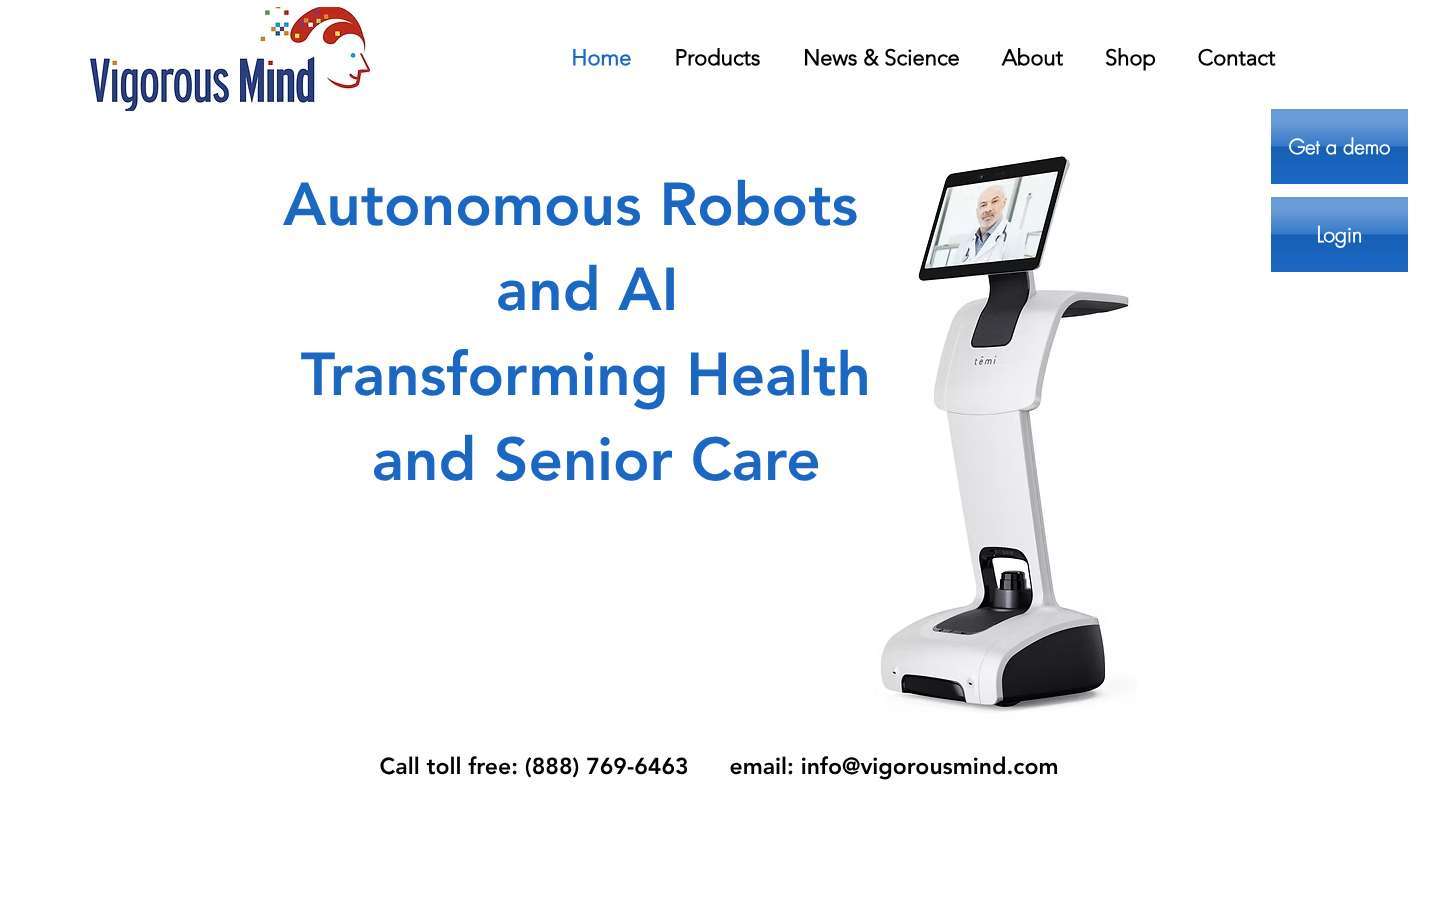 Vigorous Mind
Home Products News & Science About Shop Contact
Get a demo
Login
Autonomous Robots
and AI
Transforming Health
and Senior Care
têmi
Call toll free: (888) 769-6463 email: info@vigorousmind.com